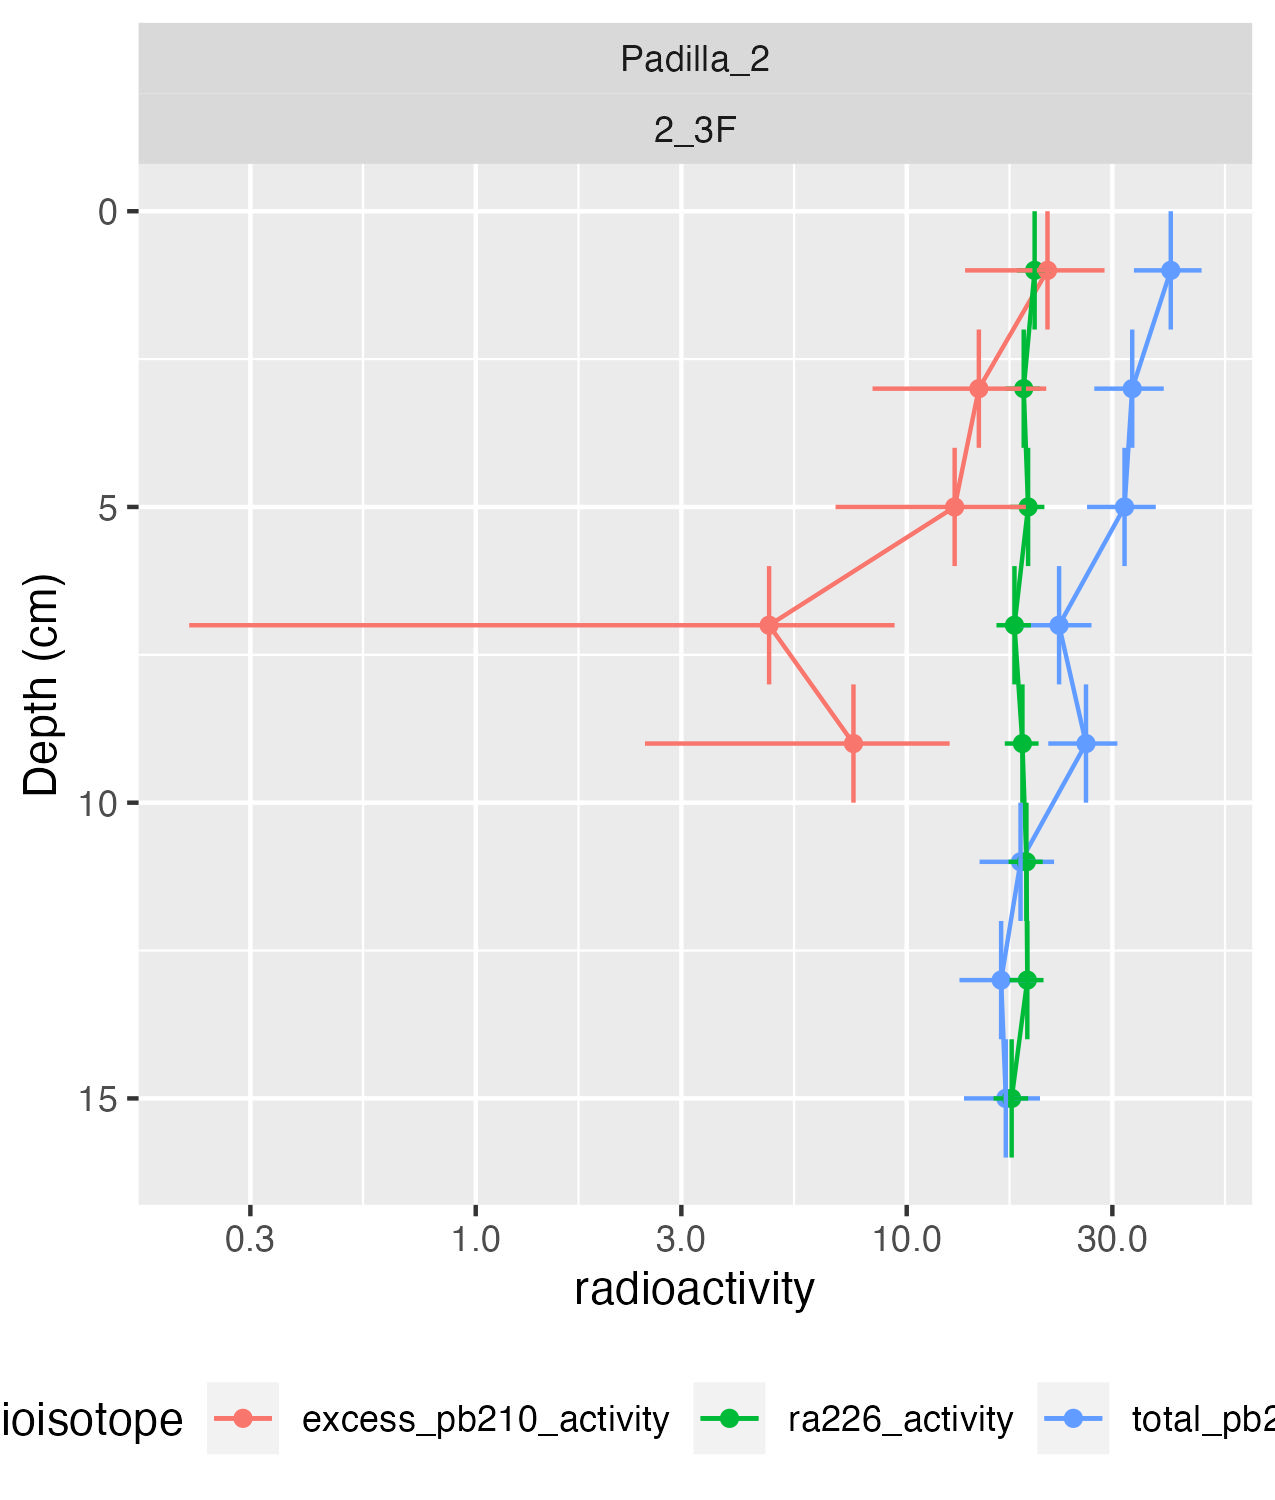 Padilla_2
2_3F
0
5
10
15
Depth (cm)
0.3 1.0 3.0 10.0 30.0
radioactivity
ioisotope excess_pb210_activity ra226_activity total_pb2